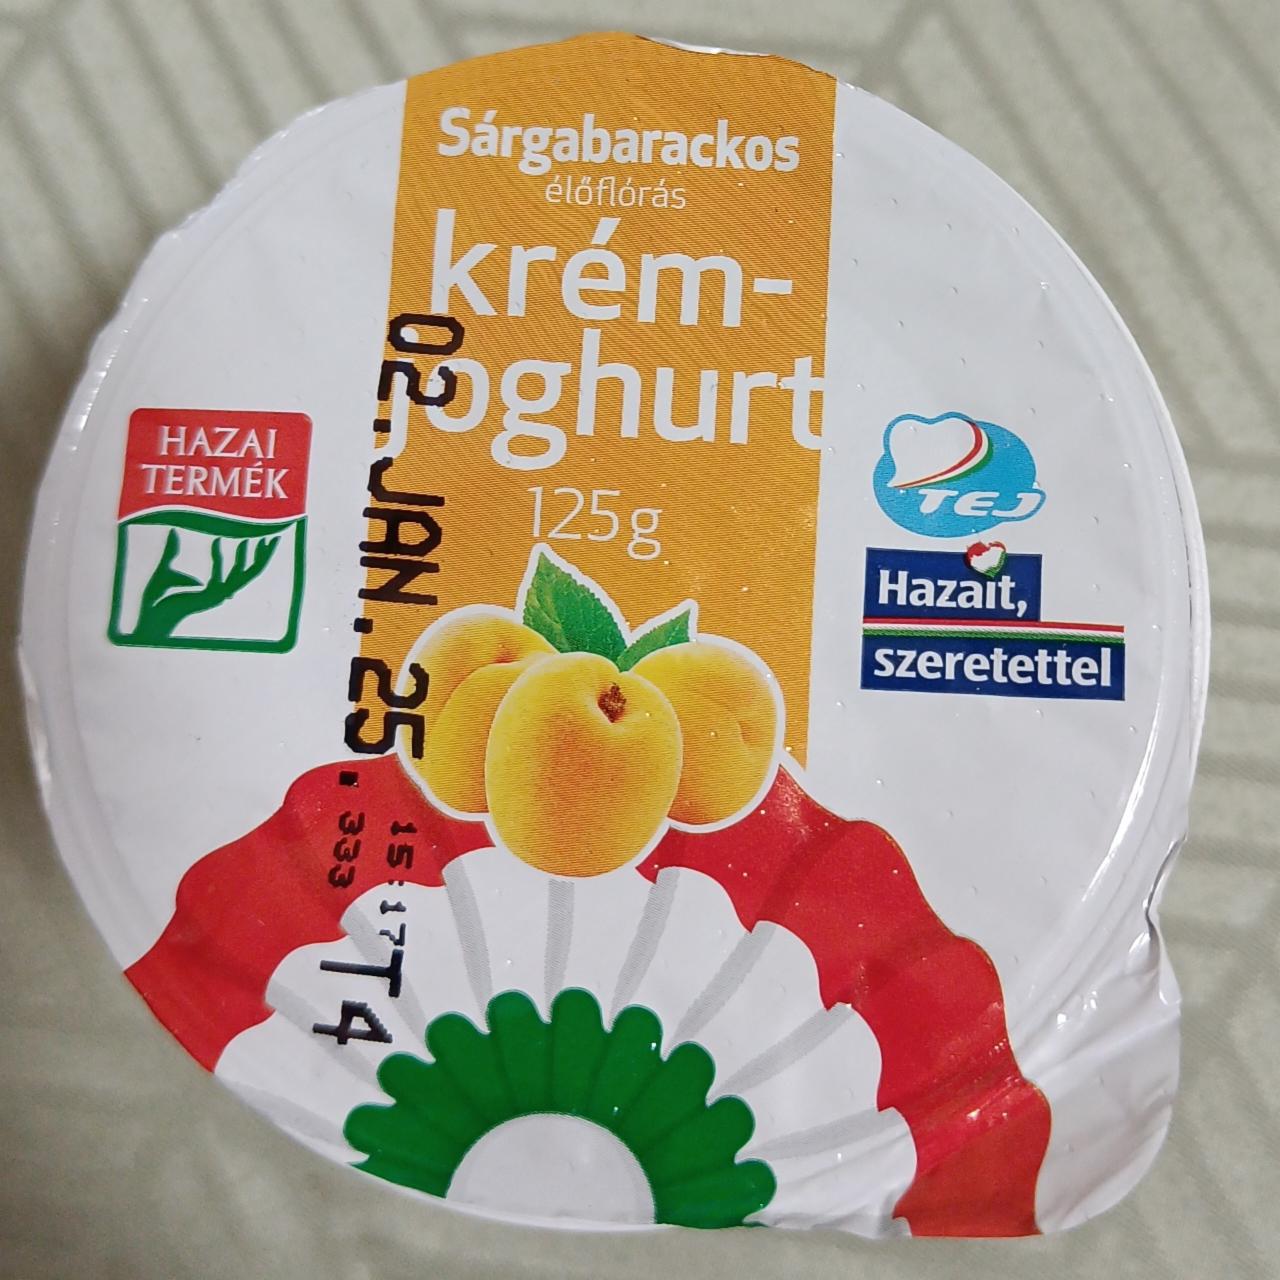 Sárgabarackos
élőflórás
krém-
joghurt
125g
HAZAI
TERMÉK
TEJ
Hazait,
szeretettel
02.JAN.25.
15:17T4
333